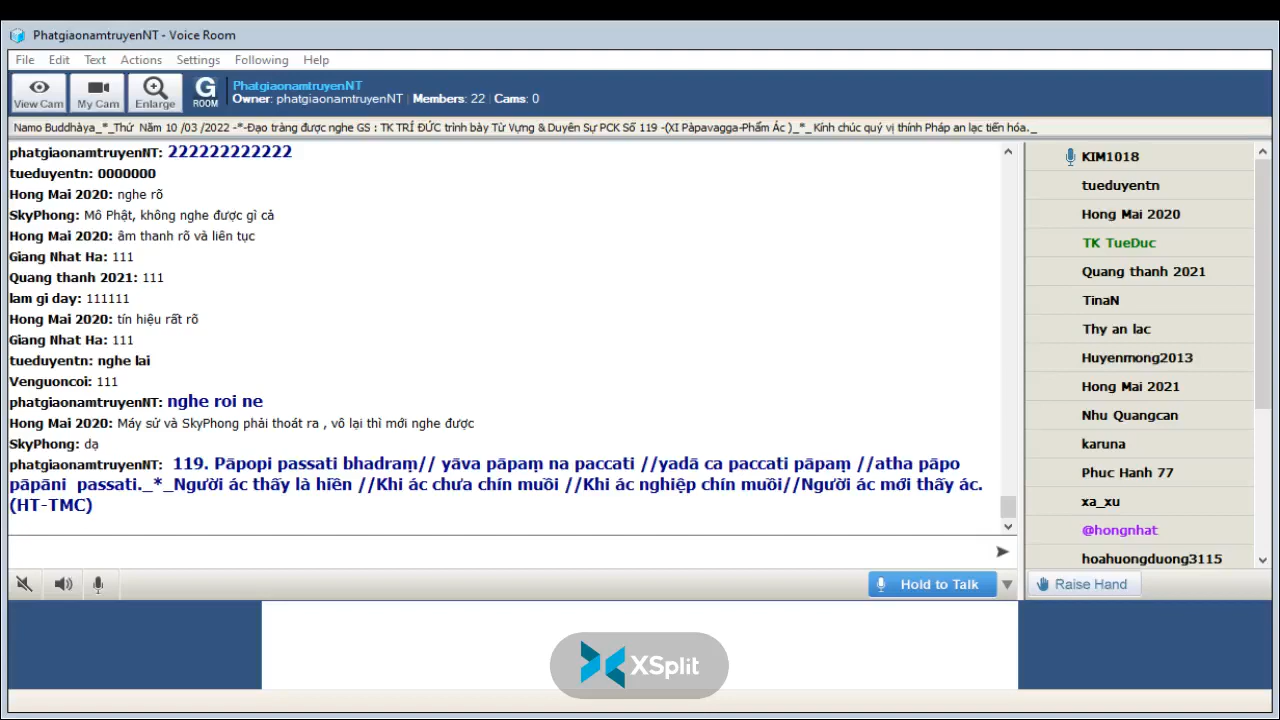 PhatgiaonamtruyenNT - Voice Room
File Edit Text Actions Settings Following Help
View Cam
My Cam
Enlarge
G
ROOM
PhatgiaonamtruyenNT
Owner: phatgiaonamtruyenNT | Members: 22 | Cams: 0
Namo Buddhàya_*_Thứ Năm 10 /03 /2022 -*-Đạo tràng được nghe GS : TK TRÍ ĐỨC trình bày Từ Vựng & Duyên Sự PCK Số 119 -(XI Pàpavagga-Phẩm Ác )_*_ Kính chúc quý vị thính Pháp an lạc tiến hóa._
phatgiaonamtruyenNT: 222222222222
tueduyentn: 0000000
Hong Mai 2020: nghe rõ
SkyPhong: Mô Phật, không nghe được gì cả
Hong Mai 2020: âm thanh rõ và liên tục
Giang Nhat Ha: 111
Quang thanh 2021: 111
lam gi day: 111111
Hong Mai 2020: tín hiệu rất rõ
Giang Nhat Ha: 111
tueduyentn: nghe lai
Venguoncoi: 111
phatgiaonamtruyenNT: nghe roi ne
Hong Mai 2020: Máy sử và SkyPhong phải thoát ra , vô lại thì mới nghe được
SkyPhong: dạ
phatgiaonamtruyenNT: 119. Pāpopi passati bhadraṃ// yāva pāpaṃ na paccati //yadā ca paccati pāpaṃ //atha pāpo
pāpāni passati._*_Người ác thấy là hiền //Khi ác chưa chín muồi //Khi ác nghiệp chín muồi//Người ác mới thấy ác.
(HT-TMC)
KIM1018
tueduyentn
Hong Mai 2020
TK TueDuc
Quang thanh 2021
TinaN
Thy an lac
Huyenmong2013
Hong Mai 2021
Nhu Quangcan
karuna
Phuc Hanh 77
xa_xu
@hongnhat
hoahuongduong3115
Hold to Talk
Raise Hand
XSplit